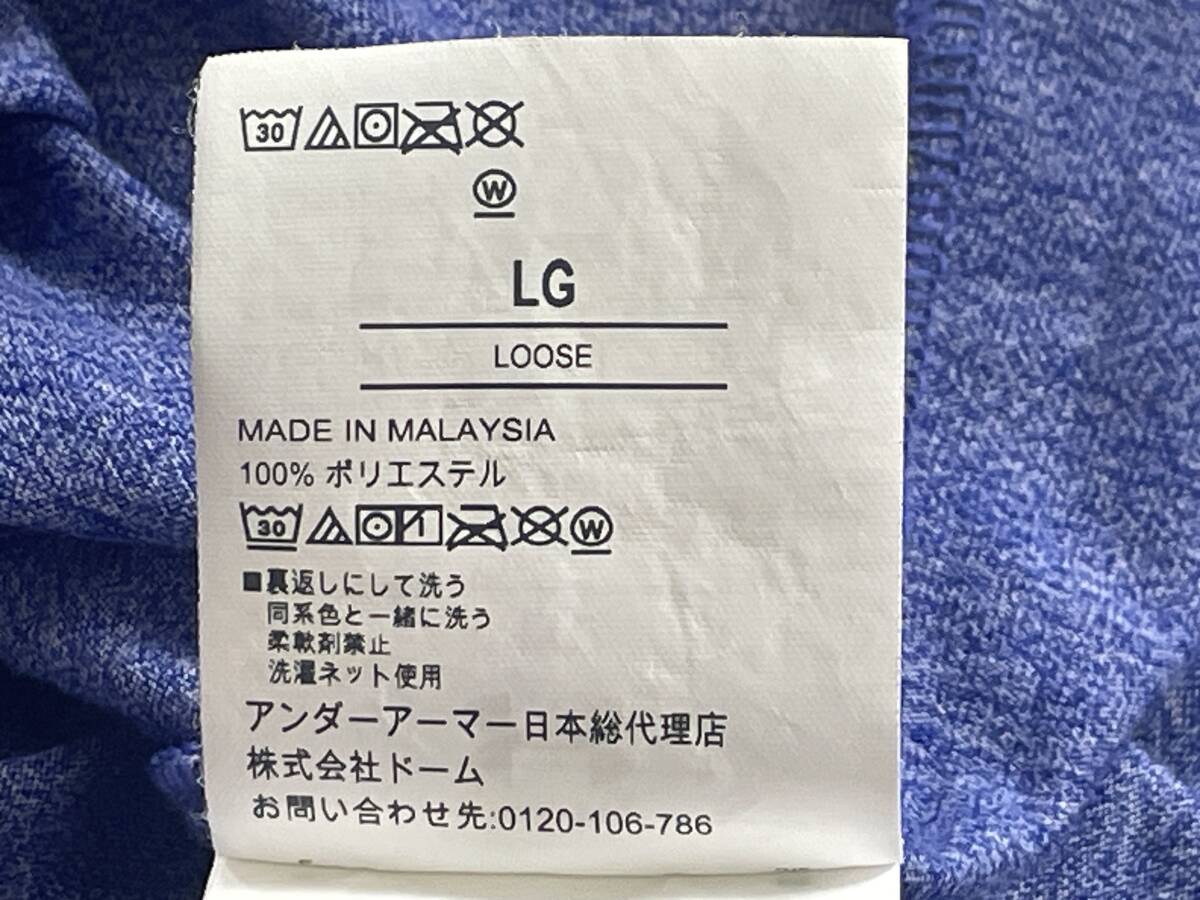 30
W
LG
LOOSE
MADE IN MALAYSIA
100% ポリエステル
30 W
■裏返しにして洗う
同系色と一緒に洗う
柔軟剤禁止
洗濯ネット使用
アンダーアーマー日本総代理店
株式会社ドーム
お問い合わせ先:0120-106-786